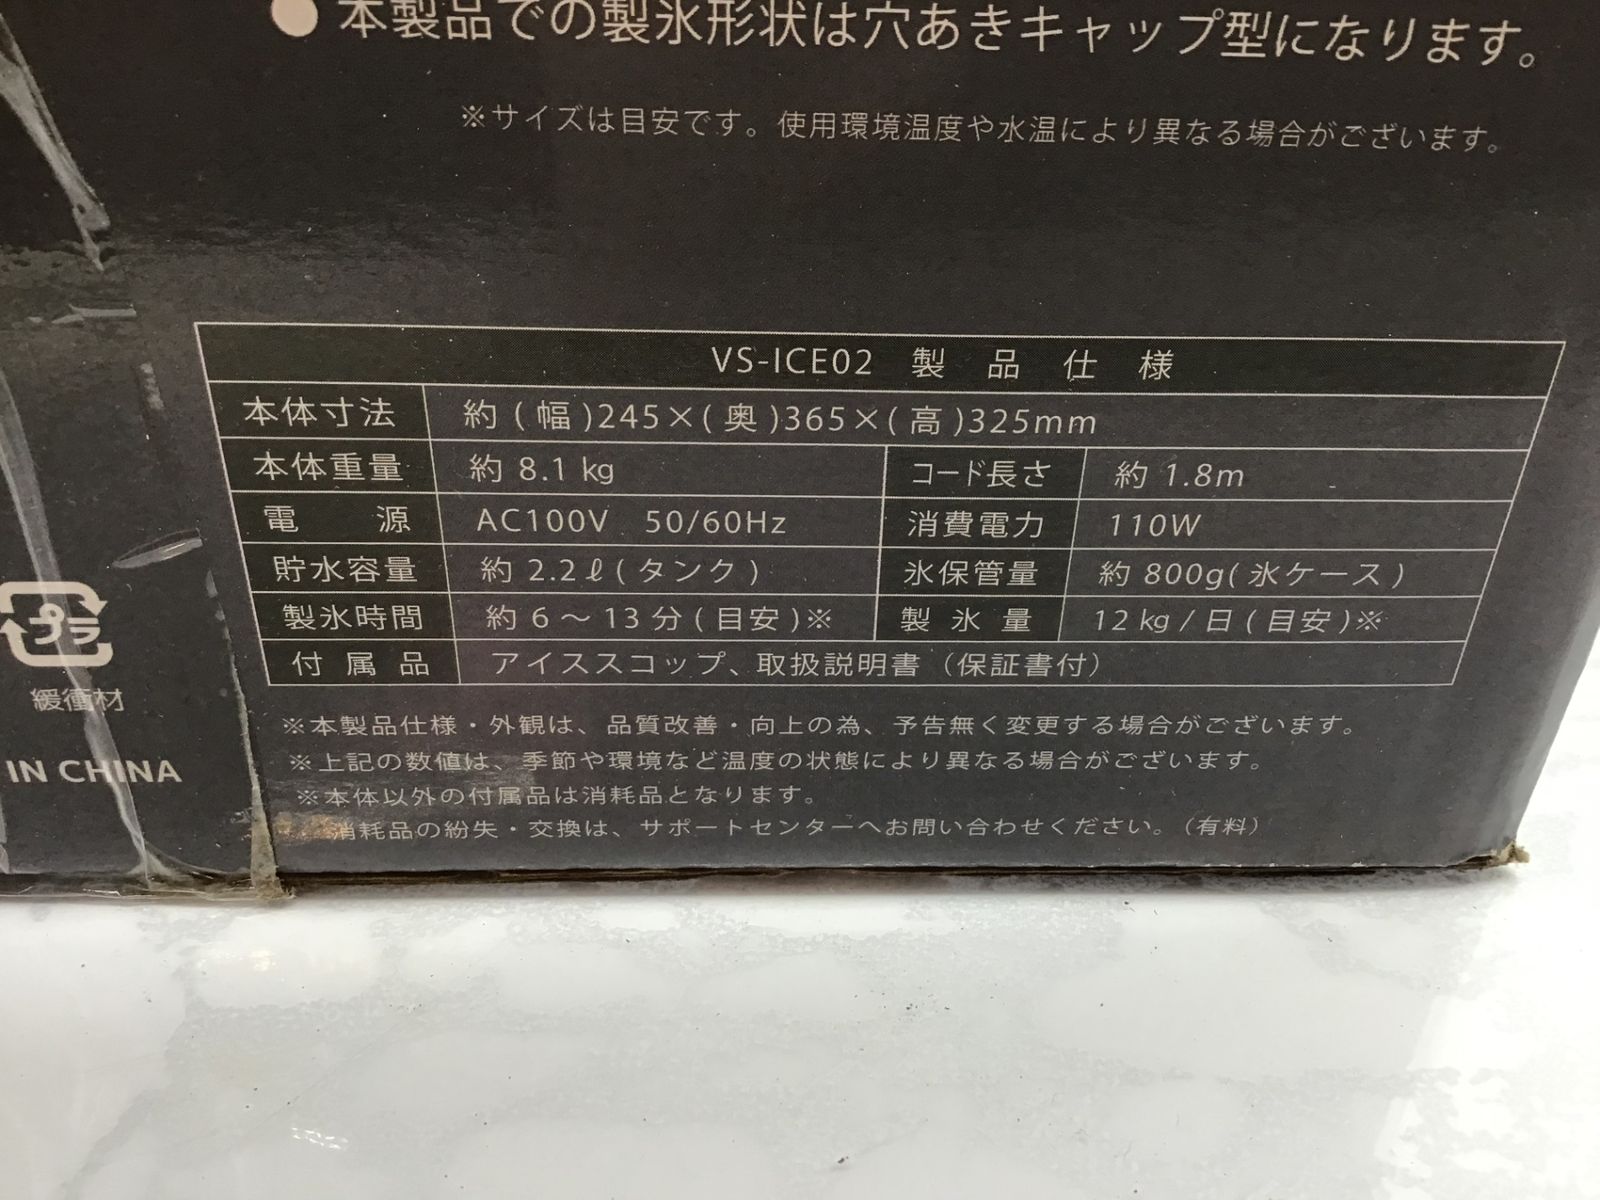 ● 本製品での製氷形状は穴あきキャップ型になります。
※サイズは目安です。使用環境温度や水温により異なる場合がございます。
VS-ICE02 製品仕様
本体寸法 約(幅)245×(奥)365×(高)325mm
本体重量 約 8.1 kg コード長さ 約 1.8m
電源 AC100V 50/60Hz 消費電力 110W
貯水容量 約 2.2ℓ(タンク) 氷保管量 約 800g(氷ケース)
製氷時間 約 6～13 分(目安)※ 製氷量 12 kg/日(目安)※
付属品 アイススコップ、取扱説明書（保証書付）
※本製品仕様・外観は、品質改善・向上の為、予告無く変更する場合がございます。
※上記の数値は、季節や環境など温度の状態により異なる場合がございます。
※本体以外の付属品は消耗品となります。
消耗品の紛失・交換は、サポートセンターへお問い合わせください。（有料）
プラ
緩衝材
IN CHINA